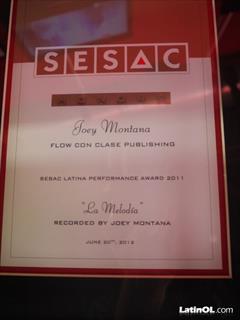 SESAC
Joey Montana
FLOW CON CLASE PUBLISHING
SESAC LATINA PERFORMANCE AWARD 2011
"La Melodía"
RECORDED BY JOEY MONTANA
JUNE 20TH, 2012
LatinOL.com